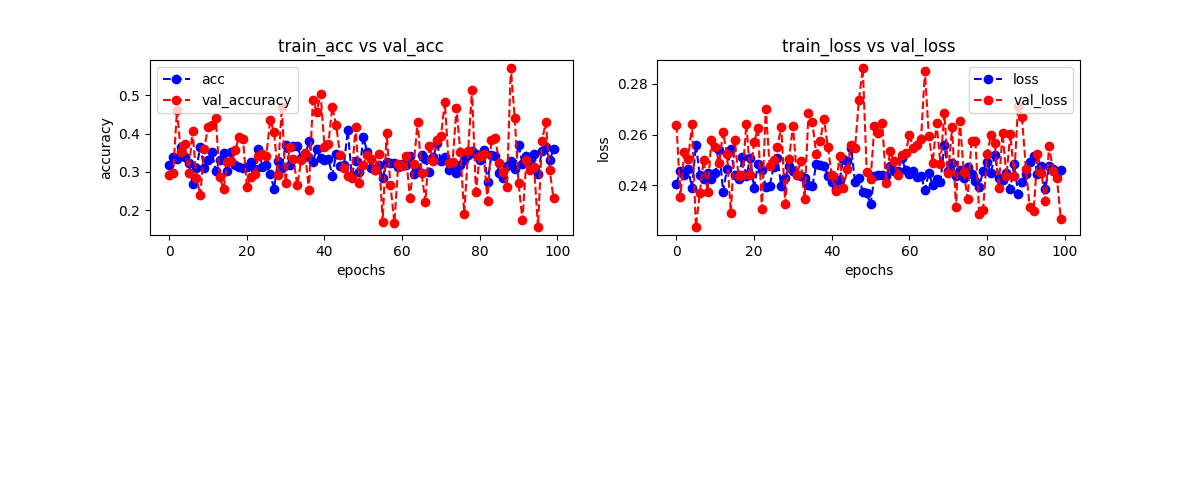 train_acc vs val_acc
acc
val_accuracy
accuracy
0.5
0.4
0.3
0.2
0 20 40 60 80 100
epochs
train_loss vs val_loss
loss
val_loss
loss
0.28
0.26
0.24
0 20 40 60 80 100
epochs